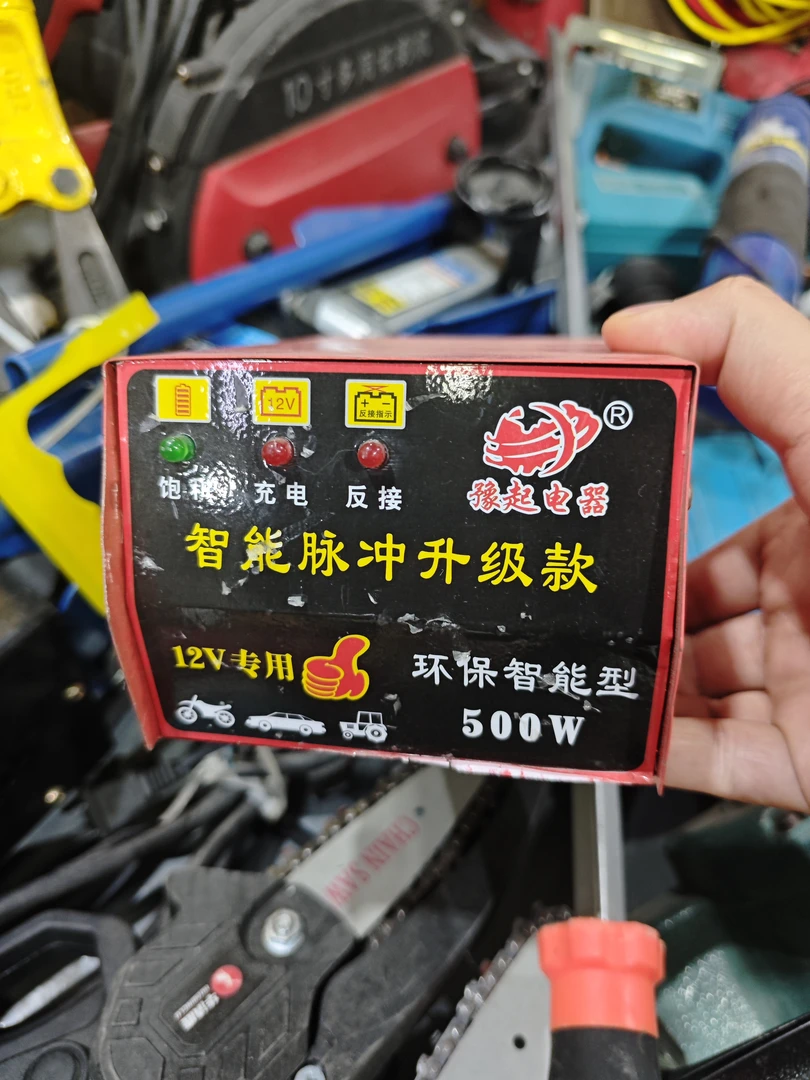 10寸多用切割机
12V
+ −
反接指示
®
饱和 充电 反接
豫起电器
智能脉冲升级款
12V专用
环保智能型
500W
CHAIN SAW